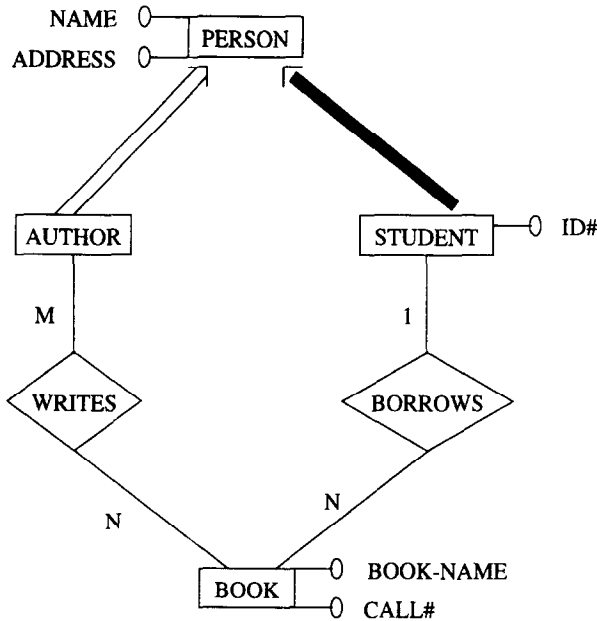 NAME
PERSON
ADDRESS
AUTHOR
STUDENT
ID#
M
1
WRITES
BORROWS
N
N
BOOK
BOOK-NAME
CALL#